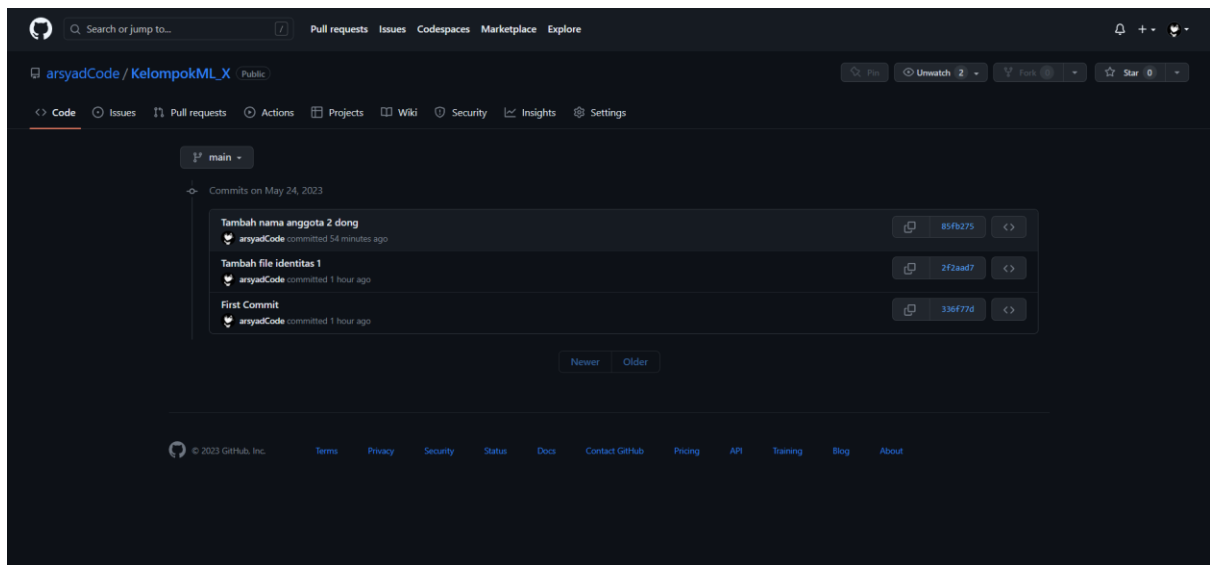 Search or jump to... / Pull requests Issues Codespaces Marketplace Explore
arsyadCode / KelompokML_X Public Pin Unwatch 2 Fork 0 Star 0
Code Issues Pull requests Actions Projects Wiki Security Insights Settings
main
Commits on May 24, 2023
Tambah nama anggota 2 dong
arsyadCode committed 54 minutes ago
85fb275
Tambah file identitas 1
arsyadCode committed 1 hour ago
2f2aad7
First Commit
arsyadCode committed 1 hour ago
336f77d
Newer Older
© 2023 GitHub, Inc. Terms Privacy Security Status Docs Contact GitHub Pricing API Training Blog About